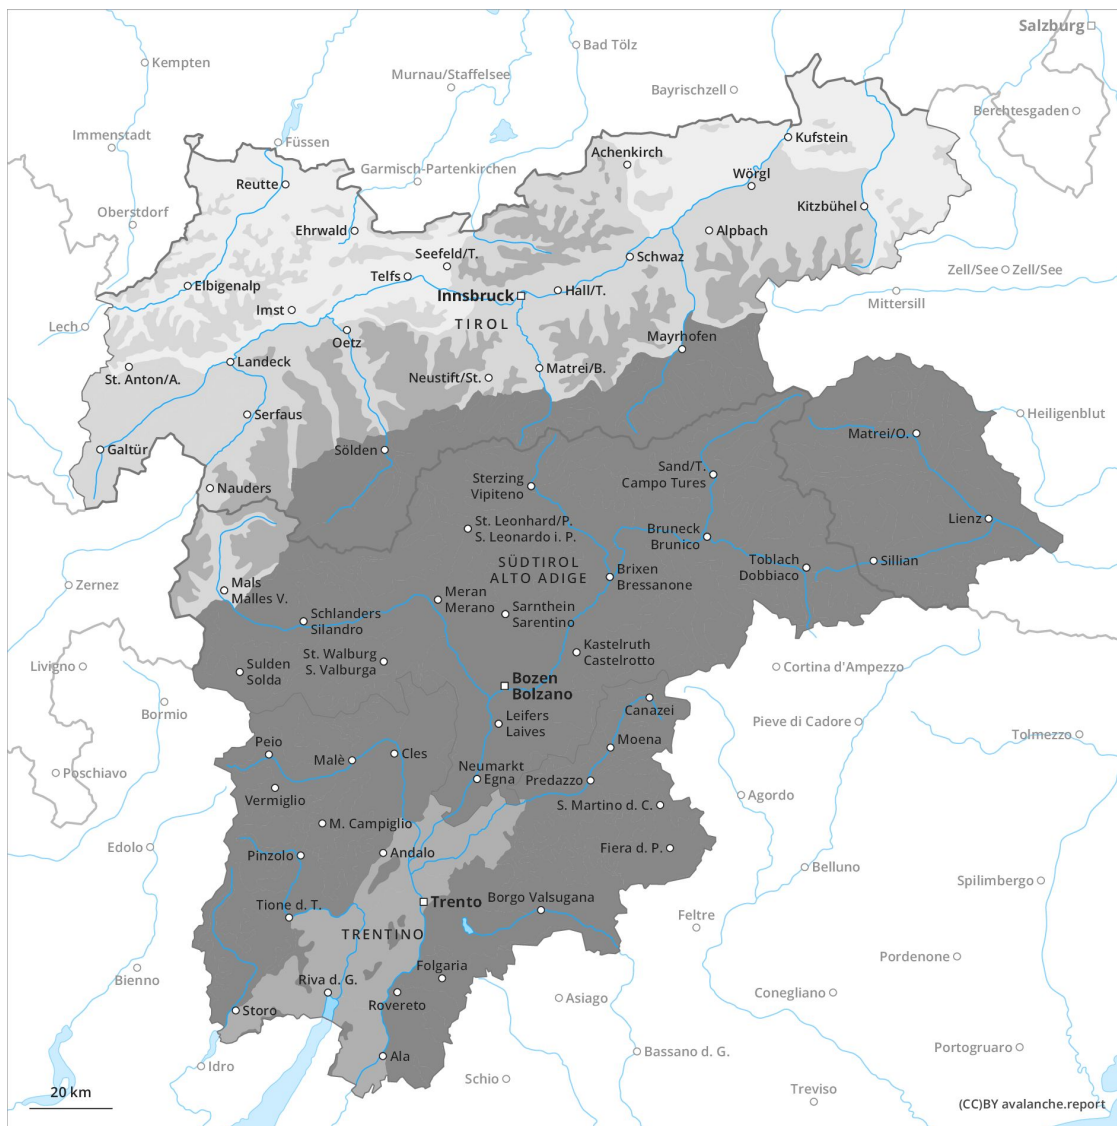 Salzburg
Bad Tölz
Kempten
Murnau/Staffelsee
Bayrischzell
Berchtesgaden
Immenstadt
Füssen
Kufstein
Achenkirch
Garmisch-Partenkirchen
Wörgl
Reutte
Kitzbühel
Oberstdorf
Ehrwald
Alpbach
Seefeld/T.
Schwaz
Telfs
Zell/See
Zell/See
Elbigenalp
Innsbruck
Hall/T.
Mittersill
Imst
TIROL
Lech
Oetz
Mayrhofen
Landeck
Matrei/B.
St. Anton/A.
Neustift/St.
Serfaus
Heiligenblut
Galtür
Sölden
Matrei/O.
Sand/T.
Campo Tures
Sterzing
Vipiteno
Nauders
St. Leonhard/P.
S. Leonardo i. P.
Lienz
Bruneck
Brunico
SÜDTIROL
ALTO ADIGE
Toblach
Dobbiaco
Sillian
Brixen
Bressanone
Zernez
Mals
Malles V.
Meran
Merano
Sarnthein
Sarentino
Schlanders
Silandro
Kastelruth
Castelrotto
St. Walburg
S. Valburga
Livigno
Sulden
Solda
Cortina d'Ampezzo
Bozen
Bolzano
Bormio
Canazei
Leifers
Laives
Pieve di Cadore
Tolmezzo
Peio
Moena
Cles
Malè
Neumarkt
Egna
Poschiavo
Predazzo
Vermiglio
Agordo
S. Martino d. C.
M. Campiglio
Edolo
Andalo
Fiera d. P.
Pinzolo
Belluno
Spilimbergo
Tione d. T.
Trento
Borgo Valsugana
Feltre
TRENTINO
Pordenone
Bienno
Folgaria
Riva d. G.
Conegliano
Rovereto
Asiago
Storo
Portogruaro
Ala
Bassano d. G.
Idro
Schio
Treviso
20 km
(CC)BY avalanche.report